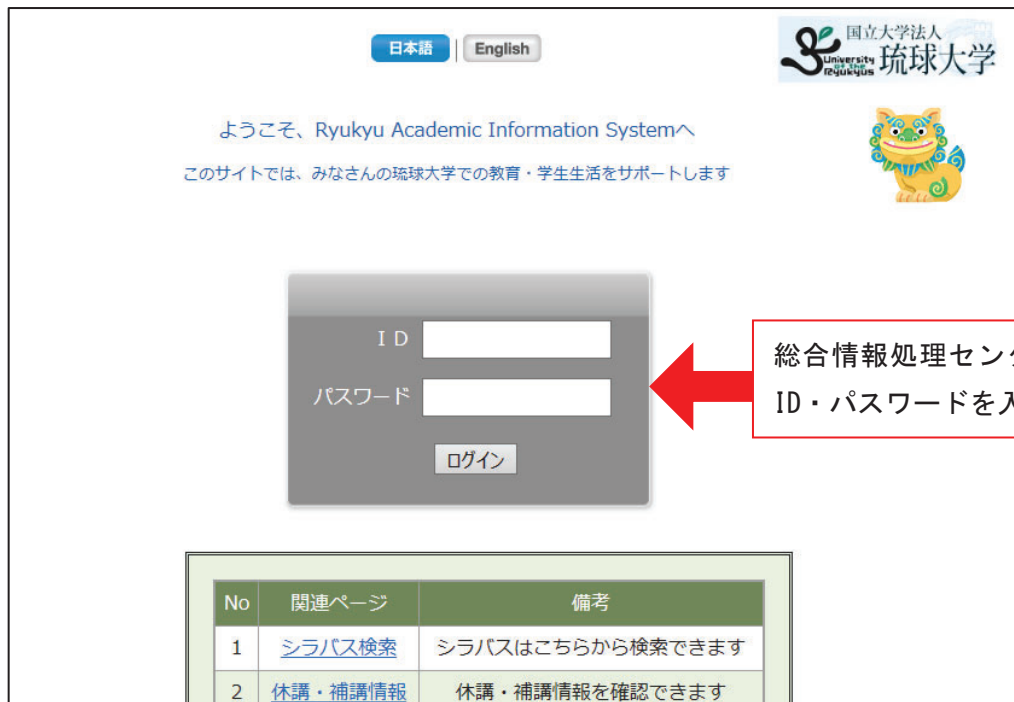 日本語 | English
国立大学法人
University of the Ryukyus
琉球大学
ようこそ、Ryukyu Academic Information Systemへ
このサイトでは、みなさんの琉球大学での教育・学生生活をサポートします
ＩＤ
パスワード
ログイン
総合情報処理セン
ID・パスワードを入
No 関連ページ 備考
1 シラバス検索 シラバスはこちらから検索できます
2 休講・補講情報 休講・補講情報を確認できます